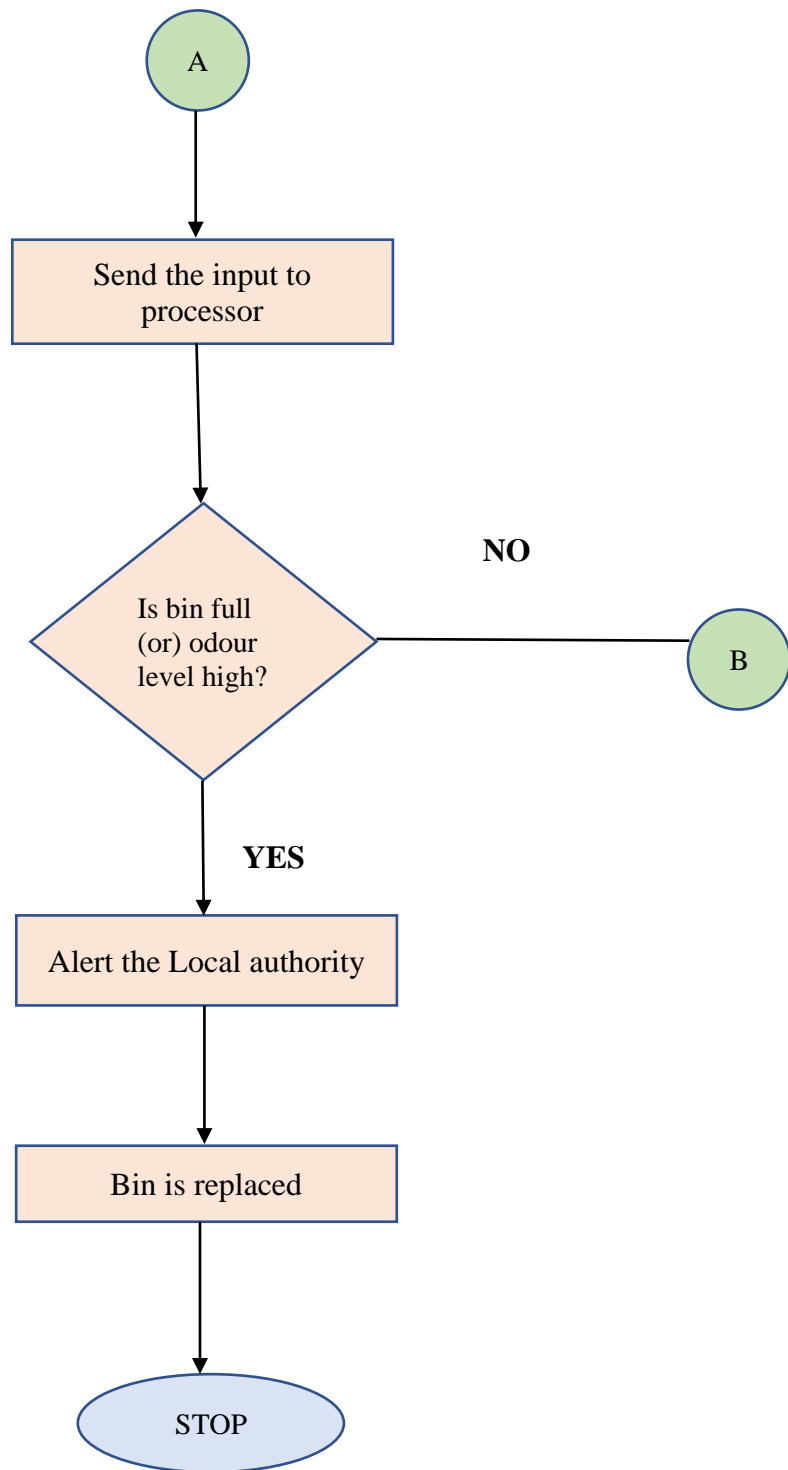 A
Send the input to
processor
NO
Is bin full
(or) odour
level high?
B
YES
Alert the Local authority
Bin is replaced
STOP